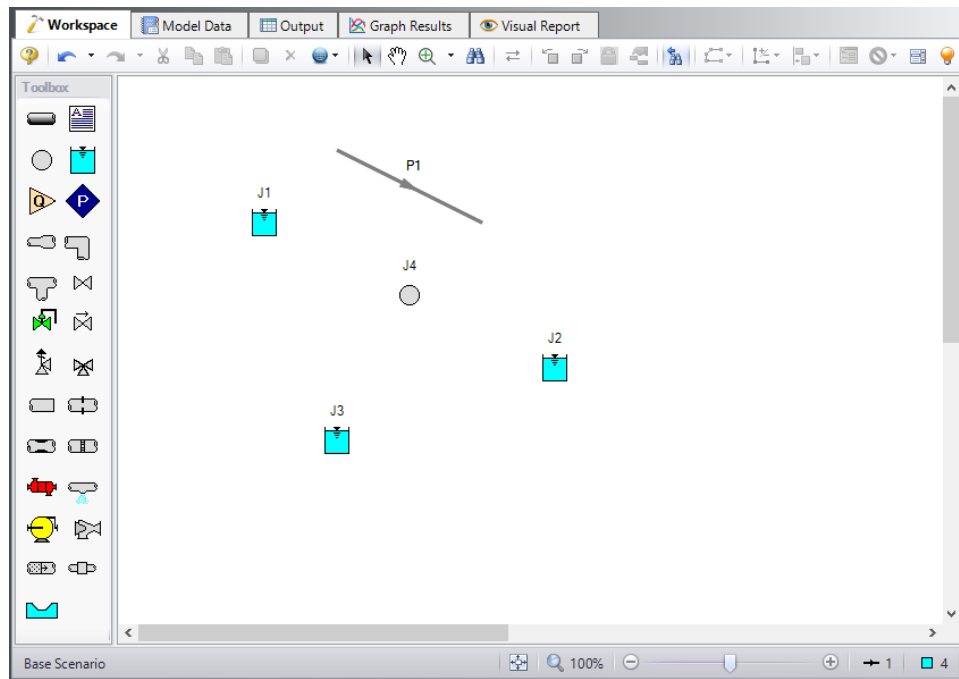 Workspace Model Data Output Graph Results Visual Report
Toolbox
A
Q P
P1
J1
J4
J2
J3
Base Scenario 100% 1 4